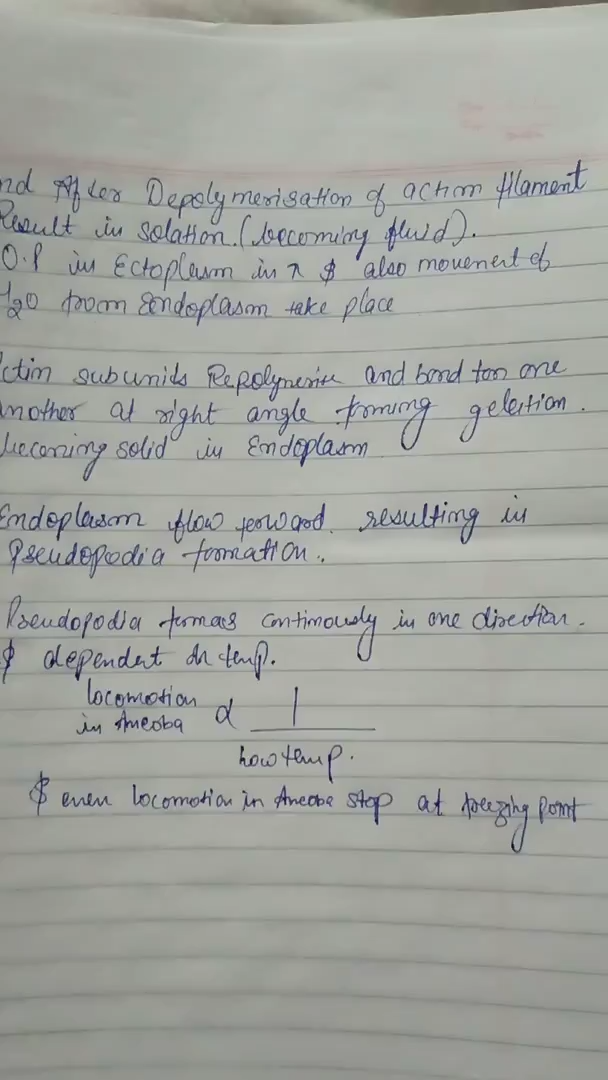 nd After Depolymerisation of action filament
Result in solation. (becoming fluid).
O.P in Ectoplasm in ↗ $ also movement of
H2O from Endoplasm take place
ctin subunits Repolymerise and bond to one
nother at right angle forming gelation.
becoming solid in Endoplasm
Endoplasm flow forward. resulting in
Pseudopodia formation.
Pseudopodia formas continously in one direction.
$ dependent on temp.
locomotion
in Ameoba ∝ 1
low temp.
$ even locomotion in Ameoba stop at freezing point